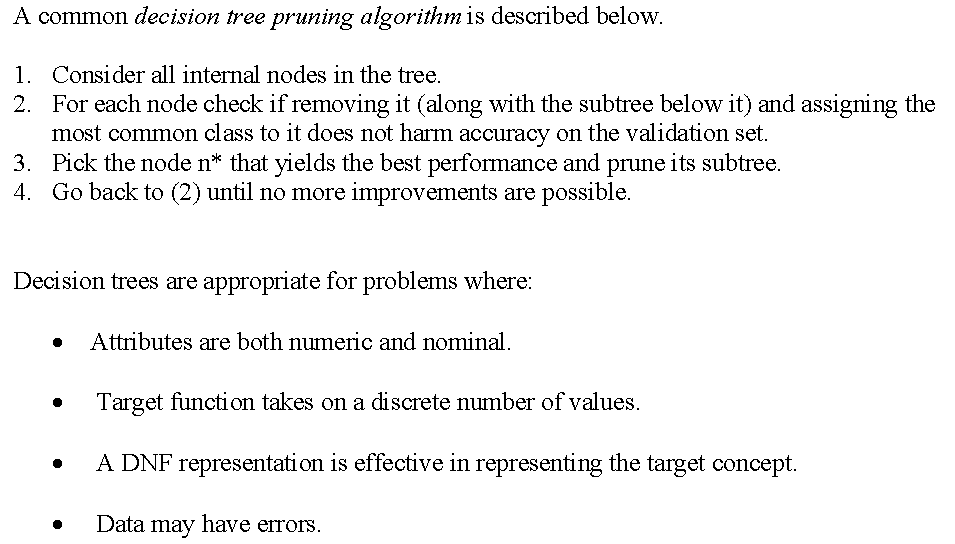 A common decision tree pruning algorithm is described below.
1. Consider all internal nodes in the tree.
2. For each node check if removing it (along with the subtree below it) and assigning the
most common class to it does not harm accuracy on the validation set.
3. Pick the node n* that yields the best performance and prune its subtree.
4. Go back to (2) until no more improvements are possible.
Decision trees are appropriate for problems where:
• Attributes are both numeric and nominal.
• Target function takes on a discrete number of values.
• A DNF representation is effective in representing the target concept.
• Data may have errors.